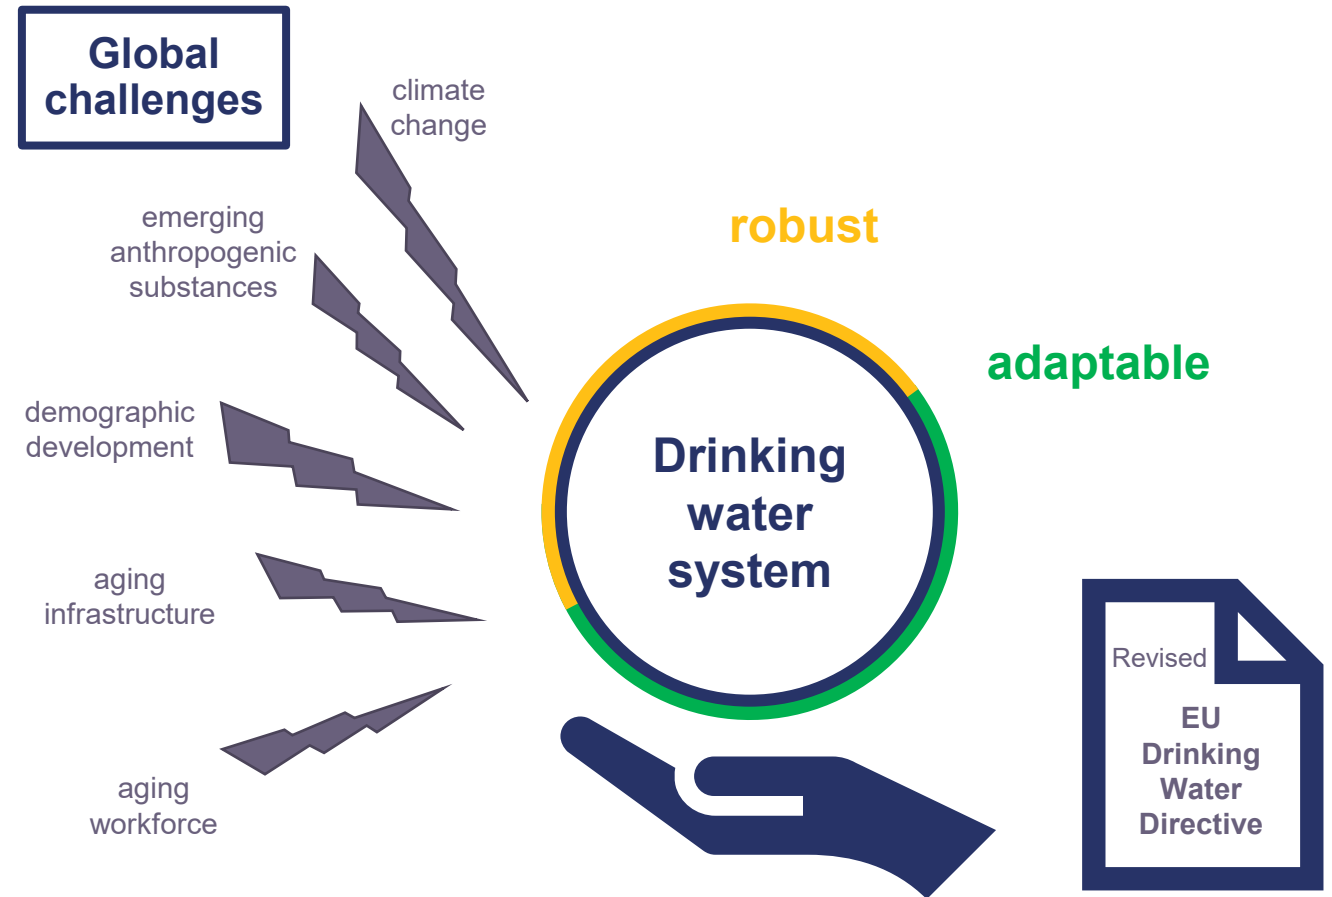 Global
challenges
climate
change
emerging
anthropogenic
substances
robust
adaptable
demographic
development
Drinking
water
system
aging
infrastructure
aging
workforce
Revised
EU
Drinking
Water
Directive